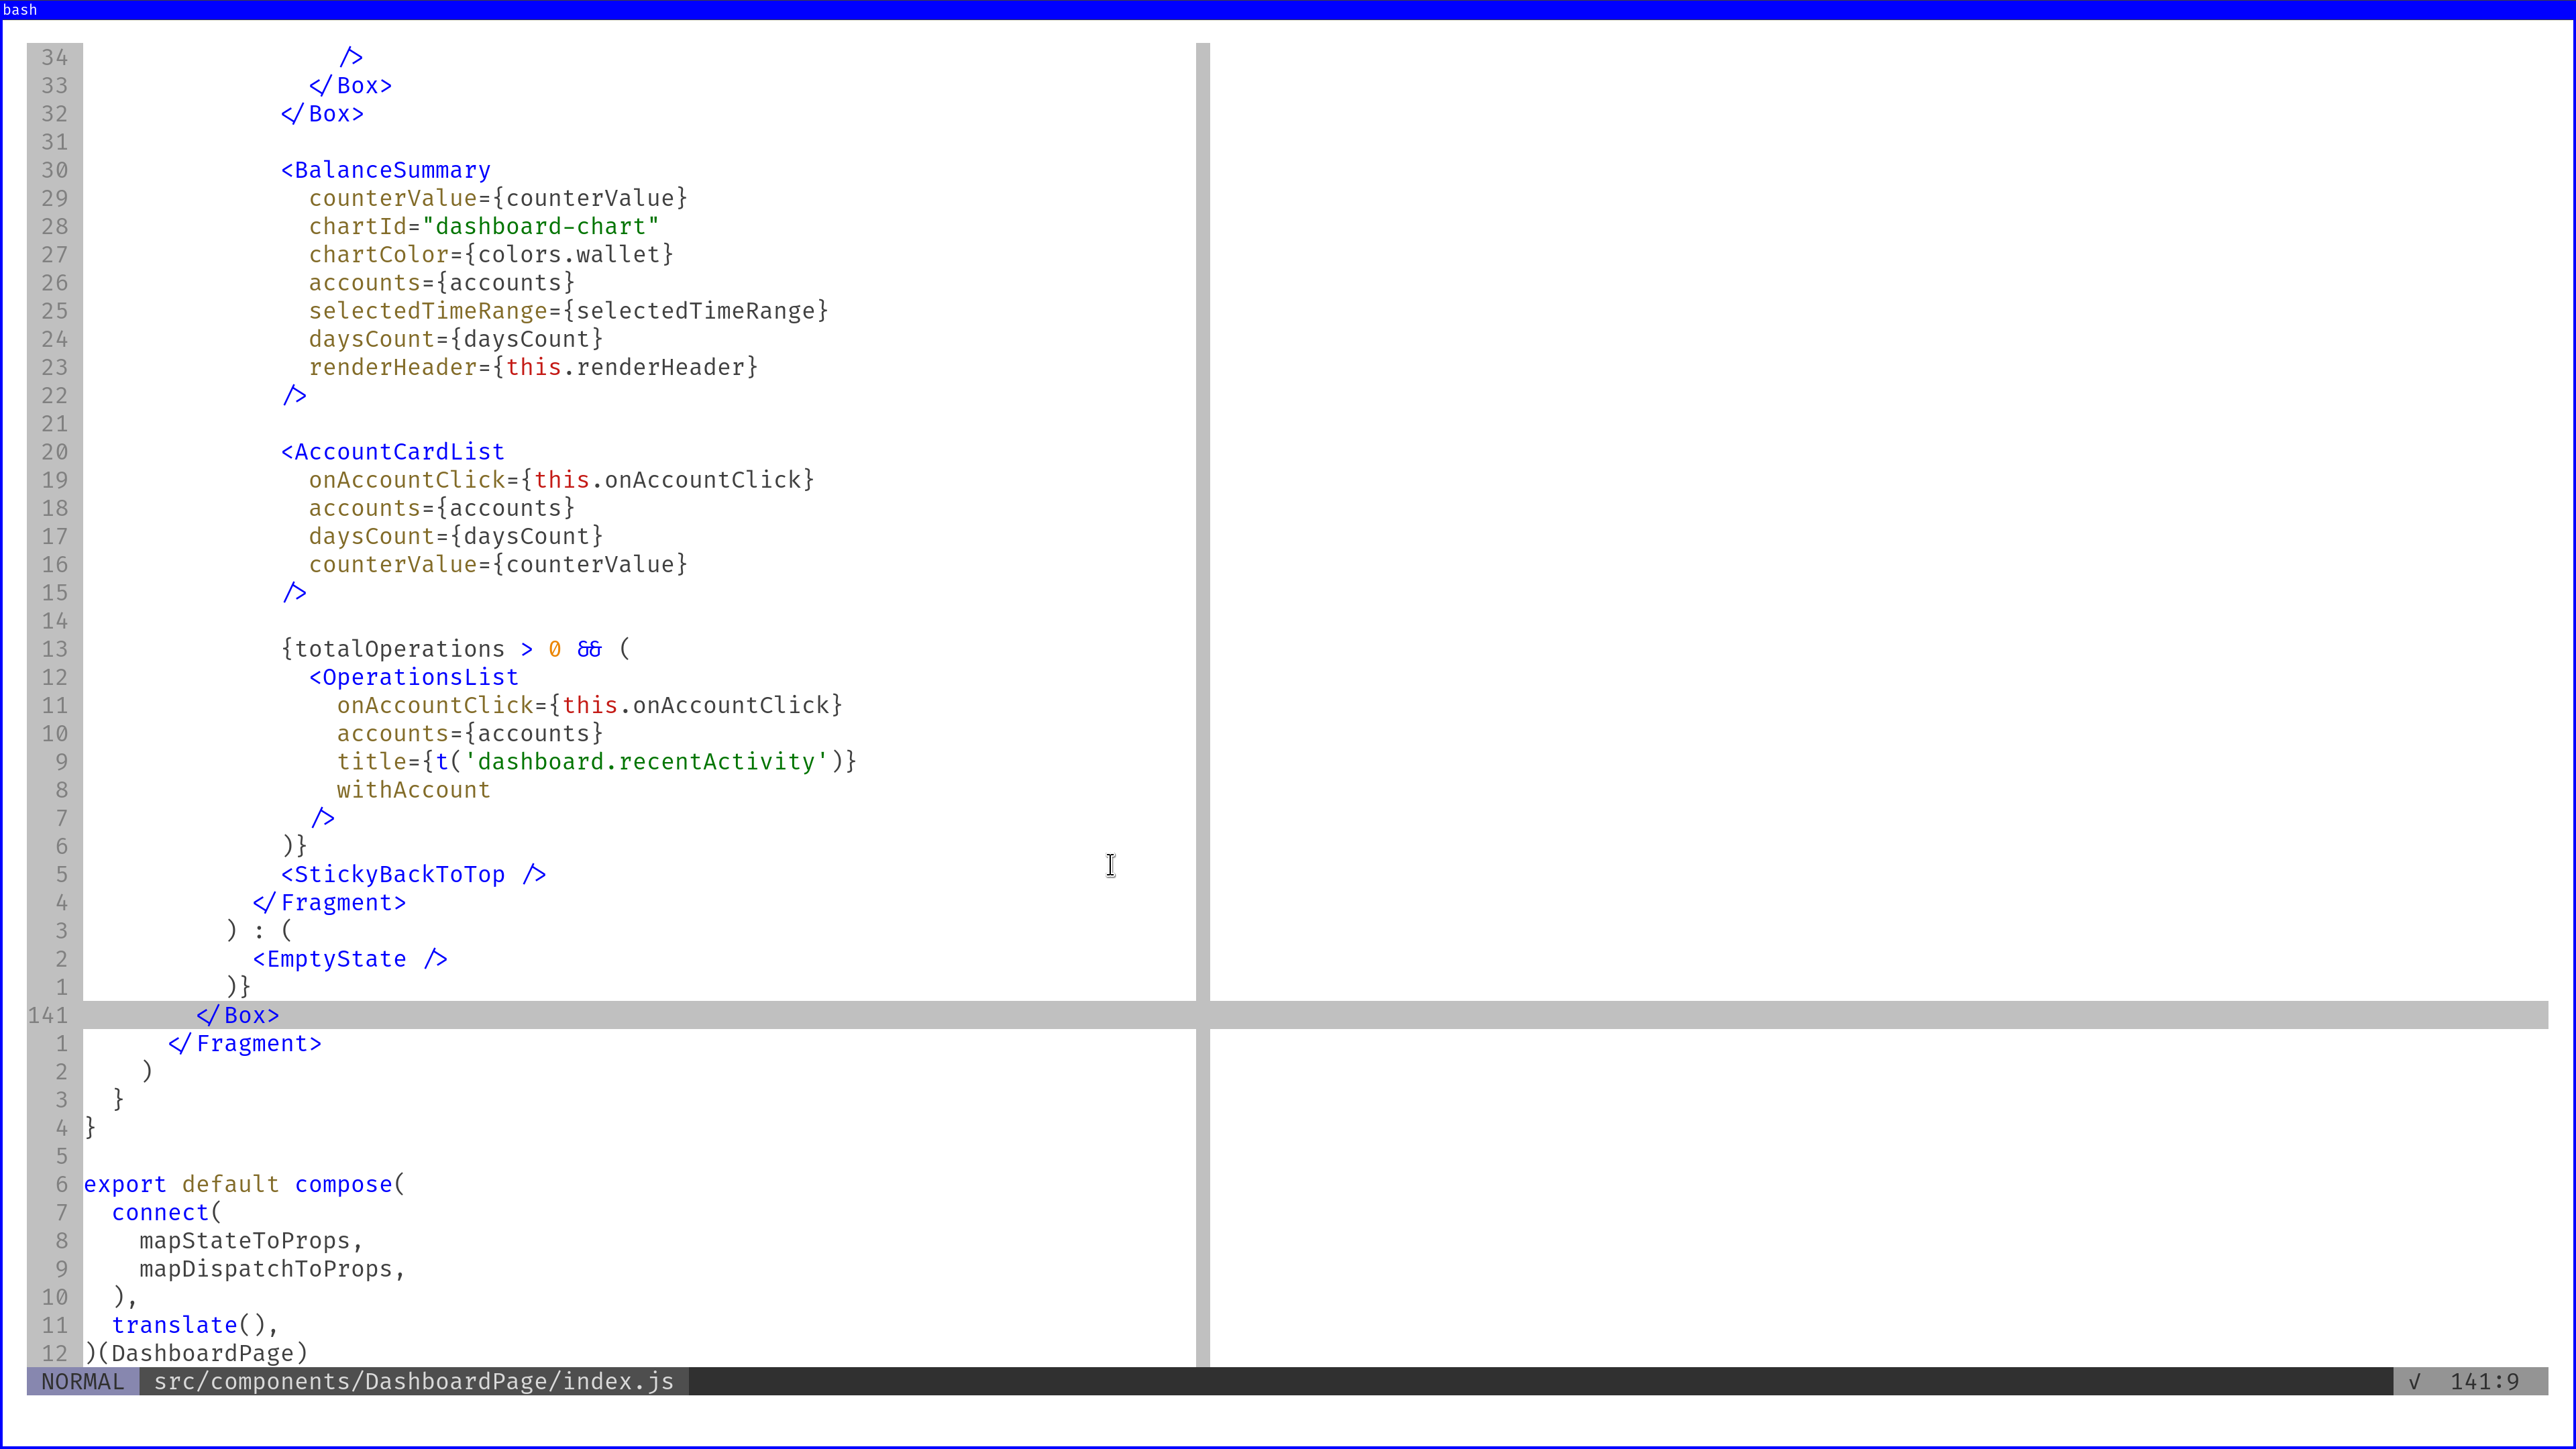 bash
34                   />
33                 </Box>
32               </Box>
31
30               <BalanceSummary
29                 counterValue={counterValue}
28                 chartId="dashboard-chart"
27                 chartColor={colors.wallet}
26                 accounts={accounts}
25                 selectedTimeRange={selectedTimeRange}
24                 daysCount={daysCount}
23                 renderHeader={this.renderHeader}
22               />
21
20               <AccountCardList
19                 onAccountClick={this.onAccountClick}
18                 accounts={accounts}
17                 daysCount={daysCount}
16                 counterValue={counterValue}
15               />
14
13               {totalOperations > 0 && (
12                 <OperationsList
11                   onAccountClick={this.onAccountClick}
10                   accounts={accounts}
9                   title={t('dashboard.recentActivity')}
8                   withAccount
7                 />
6               )}
5               <StickyBackToTop />
4             </Fragment>
3           ) : (
2             <EmptyState />
1           )}
141         </Box>
1       </Fragment>
2     )
3   }
4 }
5
6 export default compose(
7   connect(
8     mapStateToProps,
9     mapDispatchToProps,
10   ),
11   translate(),
12 )(DashboardPage)
NORMAL src/components/DashboardPage/index.js √ 141:9